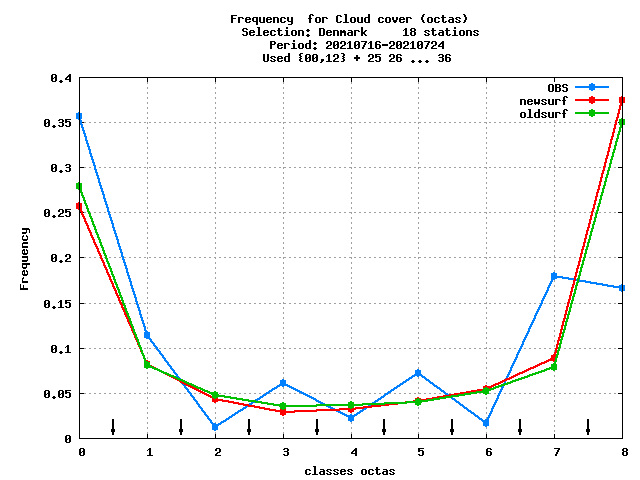 Frequency  for Cloud cover (octas)
Selection: Denmark     18 stations
Period: 20210716-20210724
Used {00,12} + 25 26 ... 36
OBS
newsurf
oldsurf
0.4
0.35
0.3
0.25
0.2
0.15
0.1
0.05
0
Frequency
0 1 2 3 4 5 6 7 8
classes octas